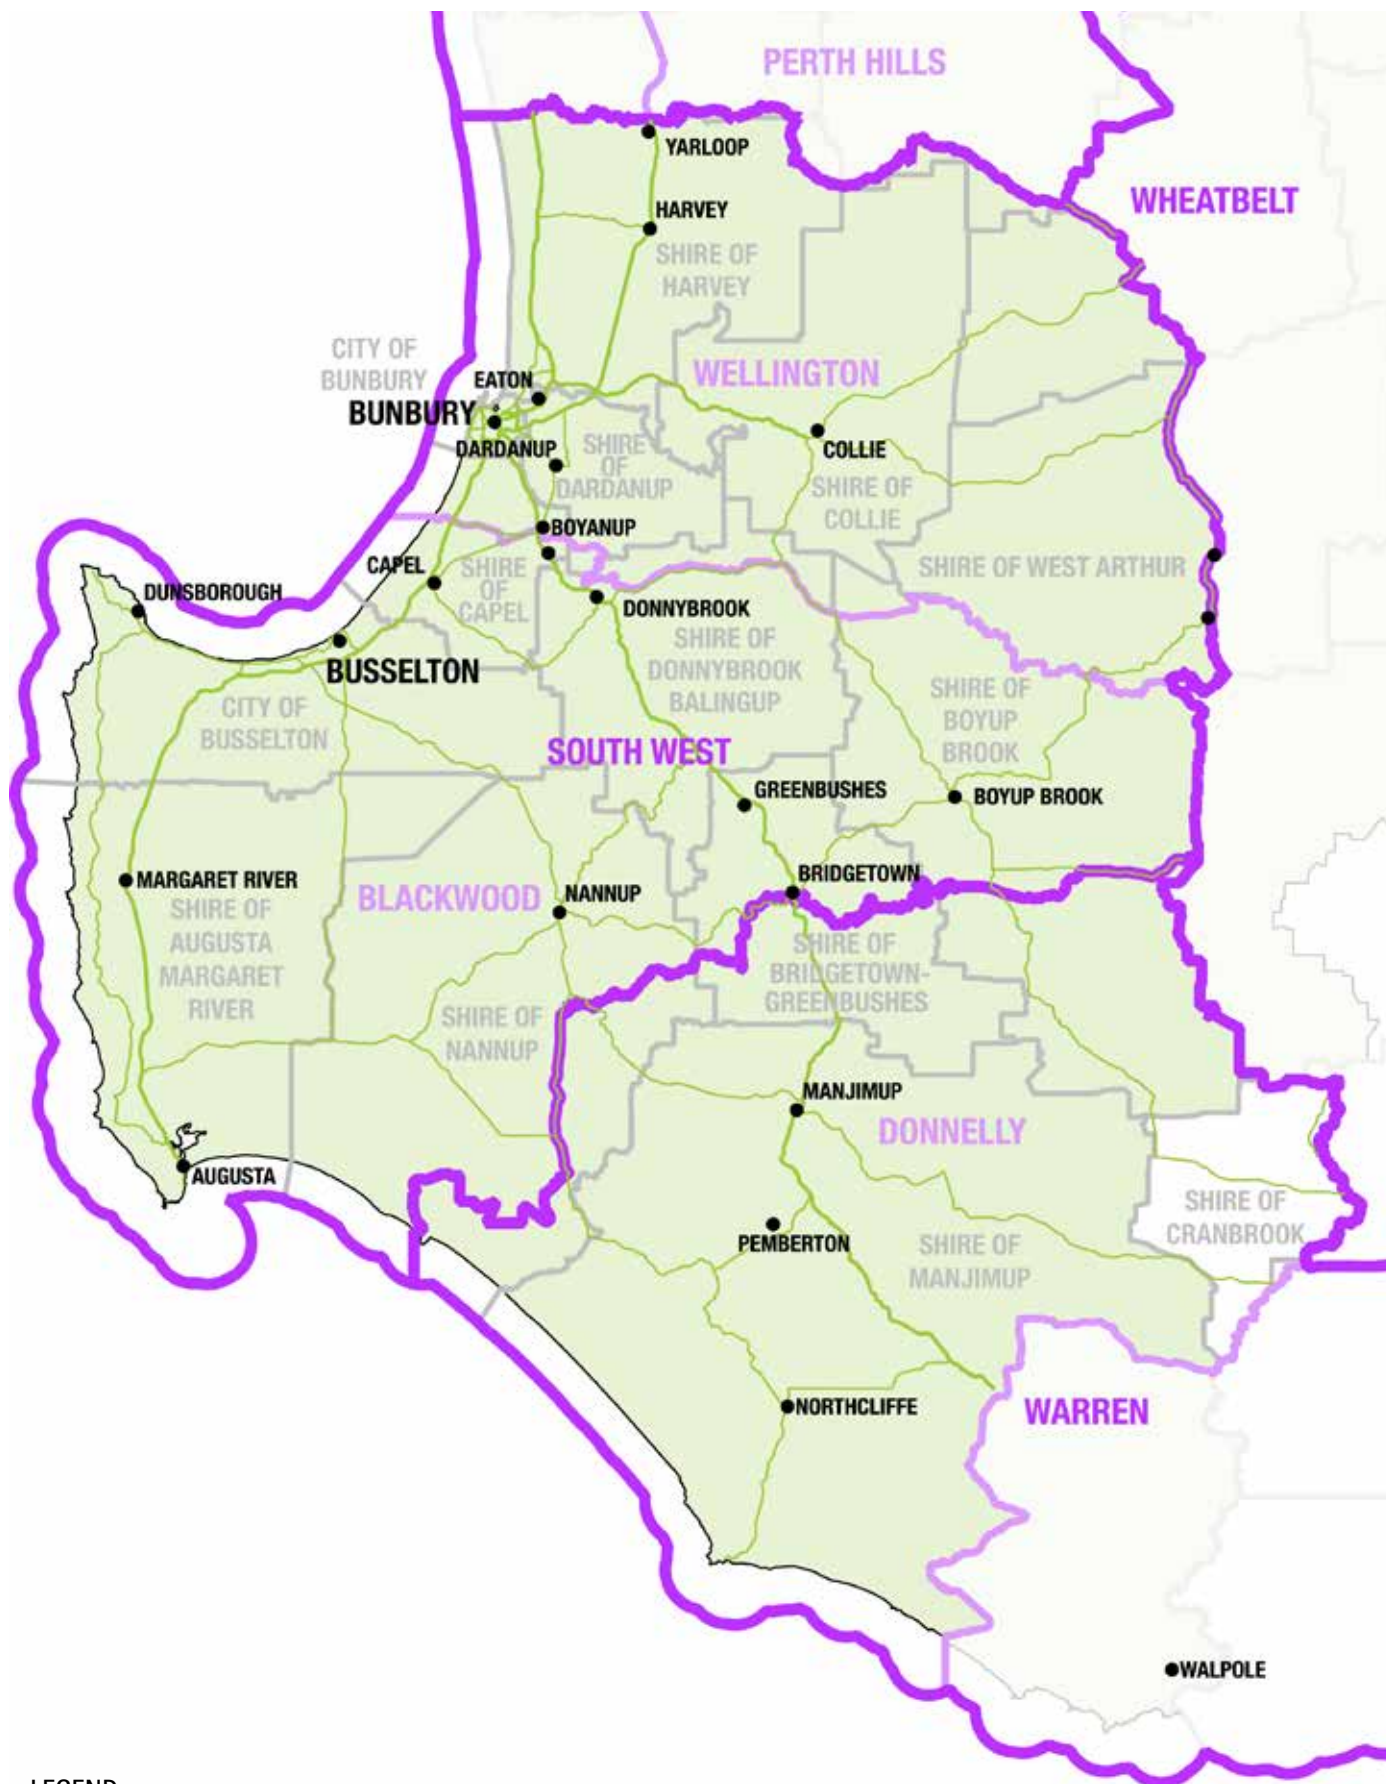 PERTH HILLS
YARLOOP
WHEATBELT
HARVEY
SHIRE OF
HARVEY
CITY OF
BUNBURY
WELLINGTON
EATON
BUNBURY
DARDANUP
SHIRE
OF
DARDANUP
COLLIE
SHIRE OF
COLLIE
BOYANUP
CAPEL
SHIRE
OF
CAPEL
SHIRE OF WEST ARTHUR
DUNSBOROUGH
DONNYBROOK
SHIRE OF
DONNYBROOK
BALINGUP
BUSSELTON
CITY OF
BUSSELTON
SHIRE OF
BOYUP
BROOK
SOUTH WEST
GREENBUSHES
BOYUP BROOK
MARGARET RIVER
SHIRE OF
AUGUSTA
MARGARET
RIVER
BLACKWOOD
NANNUP
BRIDGETOWN
SHIRE OF
BRIDGETOWN-
GREENBUSHES
SHIRE OF
NANNUP
MANJIMUP
DONNELLY
AUGUSTA
SHIRE OF
CRANBROOK
PEMBERTON
SHIRE OF
MANJIMUP
NORTHCLIFFE
WARREN
WALPOLE
LEGEND